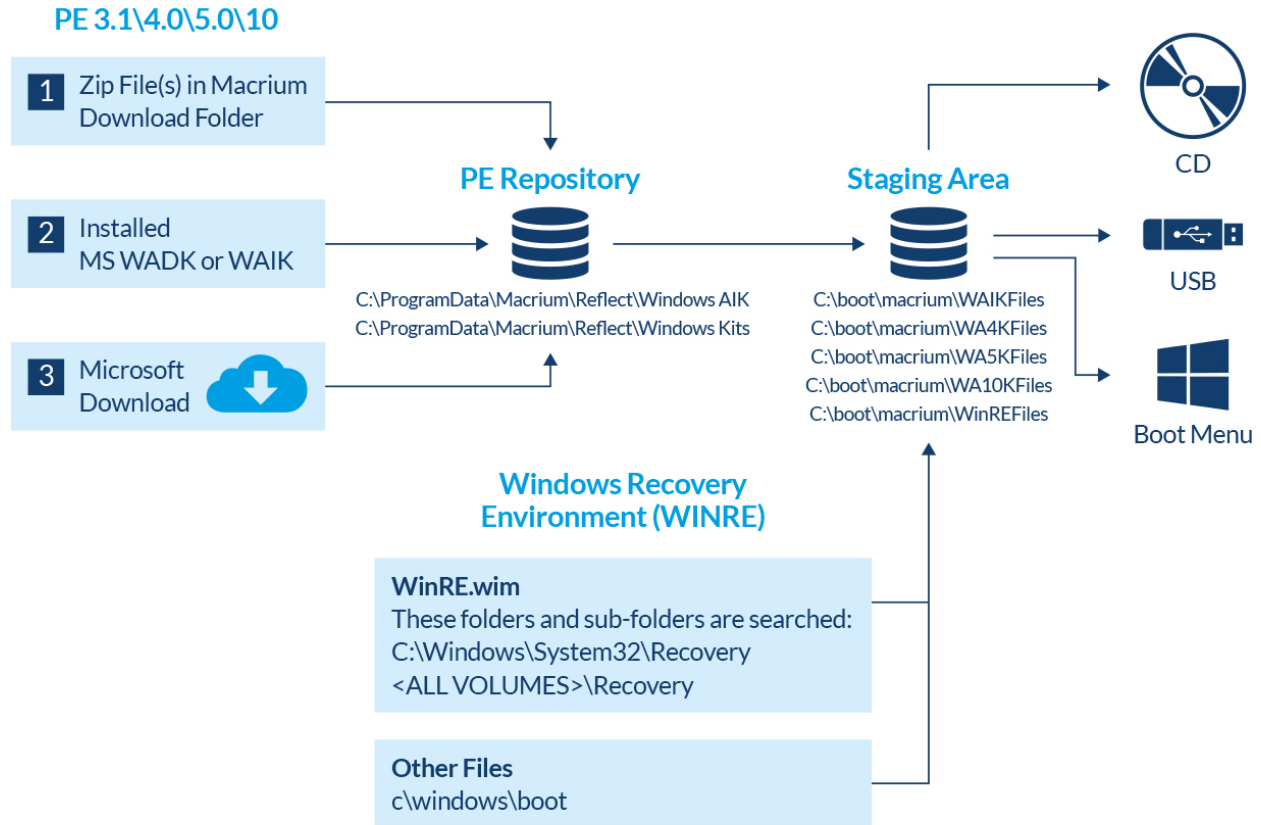 PE 3.1\4.0\5.0\10
1 Zip File(s) in Macrium
Download Folder
2 Installed
MS WADK or WAIK
3 Microsoft
Download
PE Repository
C:\ProgramData\Macrium\Reflect\Windows AIK
C:\ProgramData\Macrium\Reflect\Windows Kits
Staging Area
C:\boot\macrium\WAIKFiles
C:\boot\macrium\WA4KFiles
C:\boot\macrium\WA5KFiles
C:\boot\macrium\WA10KFiles
C:\boot\macrium\WinREFiles
CD
USB
Boot Menu
Windows Recovery
Environment (WINRE)
WinRE.wim
These folders and sub-folders are searched:
C:\Windows\System32\Recovery
<ALL VOLUMES>\Recovery
Other Files
c\windows\boot